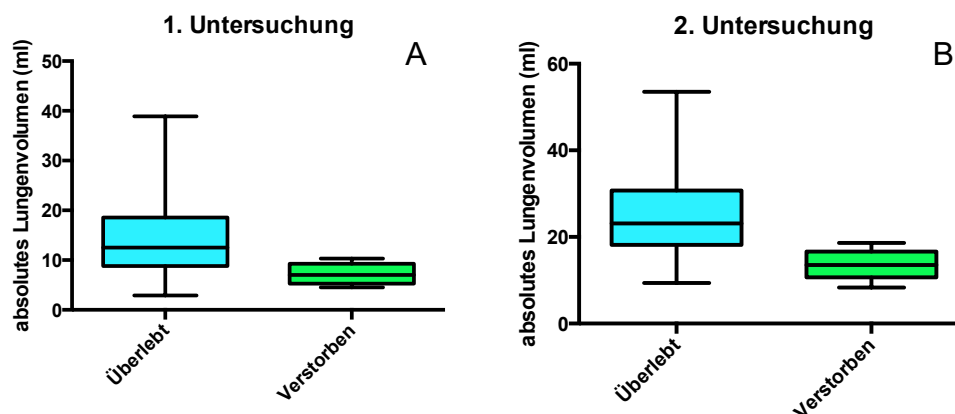 1. Untersuchung
A
absolutes Lungenvolumen (ml)
50
40
30
20
10
0
Überlebt
Verstorben
2. Untersuchung
B
absolutes Lungenvolumen (ml)
60
40
20
0
Überlebt
Verstorben